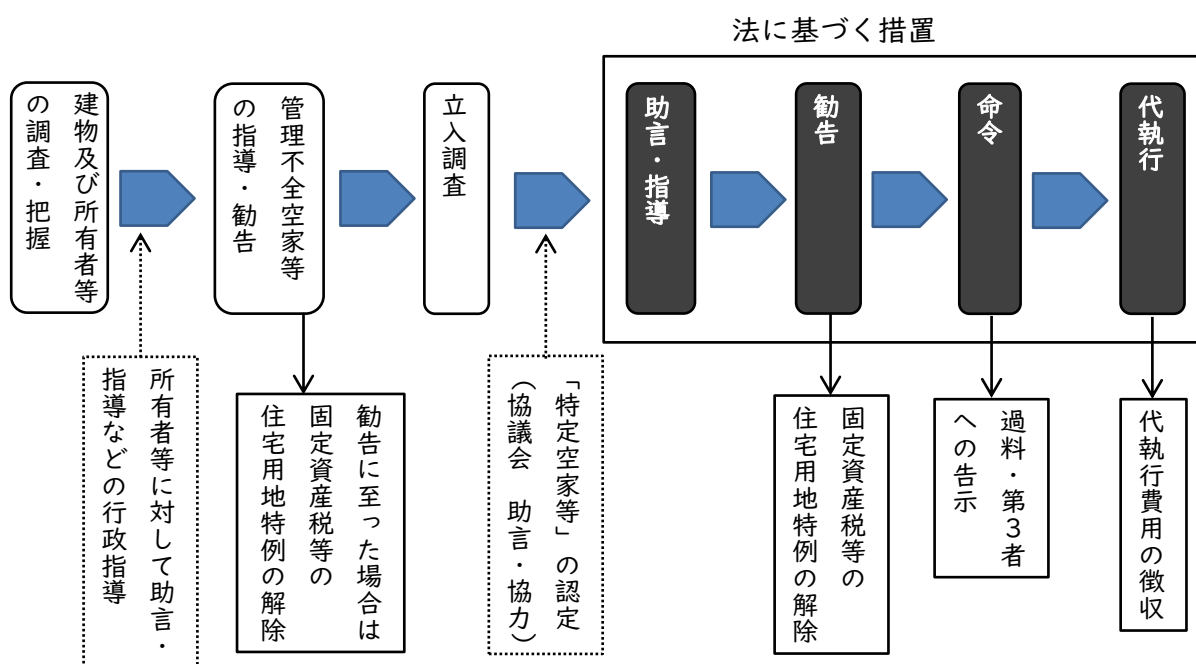 法に基づく措置
建物及び所有者等
の調査・把握
管理不全空家等
の指導・勧告
立入調査
助言・指導
勧告
命令
代執行
所有者等に対して助言・
指導などの行政指導
勧告に至った場合は
固定資産税等の
住宅用地特例の解除
「特定空家等」の認定
（協議会　助言・協力）
固定資産税等の
住宅用地特例の解除
過料・第３者
への告示
代執行費用の徴収